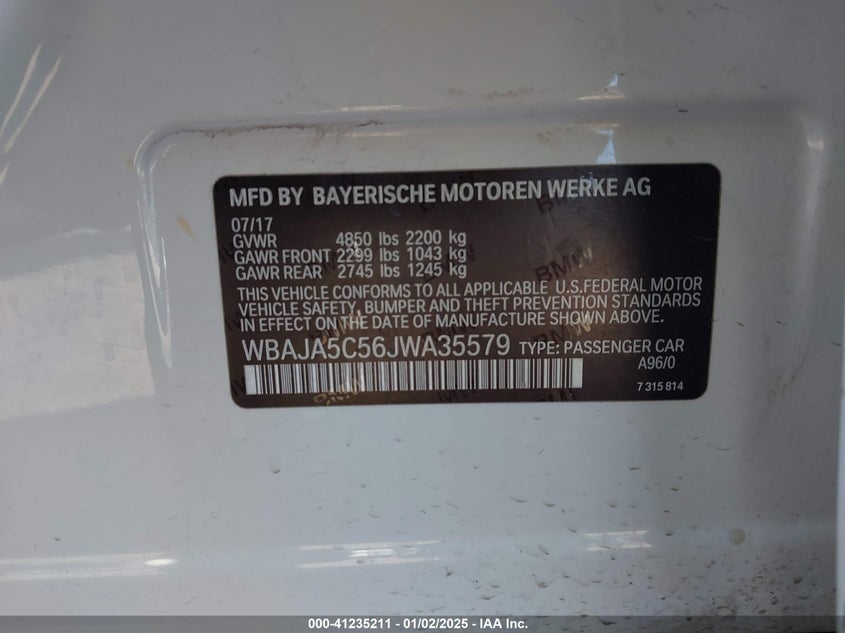 MFD BY BAYERISCHE MOTOREN WERKE AG
07/17
GVWR 4850 lbs 2200 kg
GAWR FRONT 2299 lbs 1043 kg
GAWR REAR 2745 lbs 1245 kg
THIS VEHICLE CONFORMS TO ALL APPLICABLE U.S.FEDERAL MOTOR
VEHICLE SAFETY, BUMPER AND THEFT PREVENTION STANDARDS
IN EFFECT ON THE DATE OF MANUFACTURE SHOWN ABOVE.
WBAJA5C56JWA35579 TYPE: PASSENGER CAR
A96/0
7 315 814
000-41235211 - 01/02/2025 - IAA Inc.